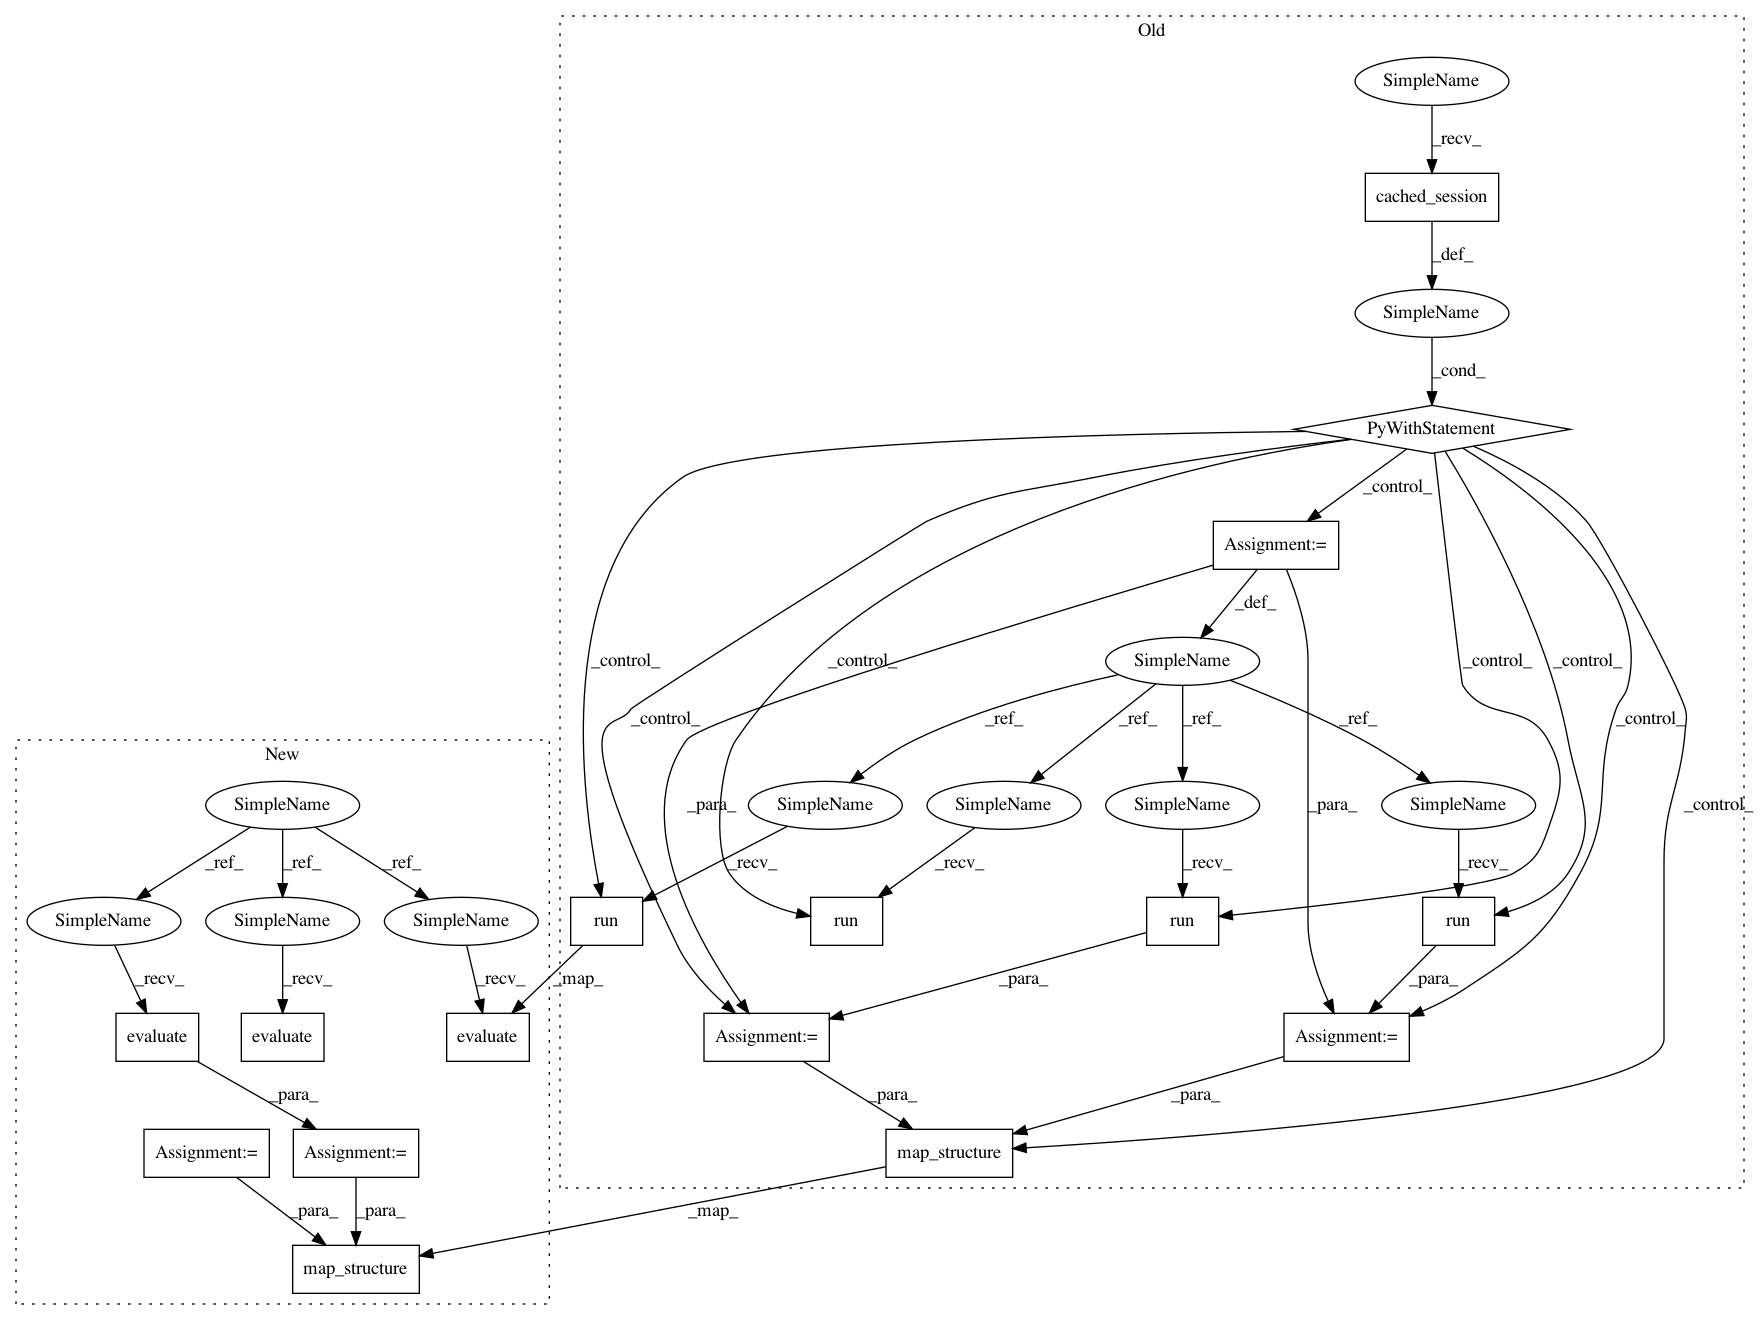 Old
SimpleName
_recv_
cached_session
_def_
SimpleName
_cond_
PyWithStatement
_control_
Assignment:=
_def_
_control_
_control_
SimpleName
_control_
_control_
_control_
_ref_
_ref_
_ref_
_ref_
_control_
New
SimpleName
_para_
SimpleName
SimpleName
SimpleName
_para_
SimpleName
_control_
_ref_
_ref_
_ref_
_recv_
_recv_
_recv_
_recv_
SimpleName
SimpleName
SimpleName
run
run
run
run
_recv_
_recv_
_recv_
_map_
_para_
_para_
evaluate
evaluate
evaluate
Assignment:=
Assignment:=
_para_
_para_
_para_
Assignment:=
Assignment:=
map_structure
_para_
_para_
_map_
map_structure